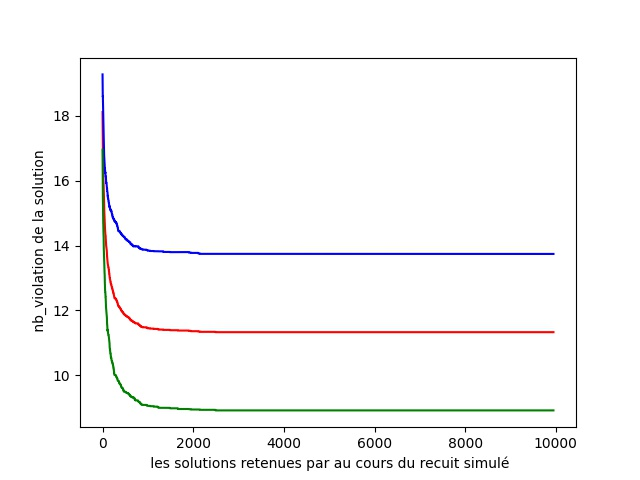 nb_violation de la solution
18
16
14
12
10
0 2000 4000 6000 8000 10000
les solutions retenues par au cours du recuit simulé